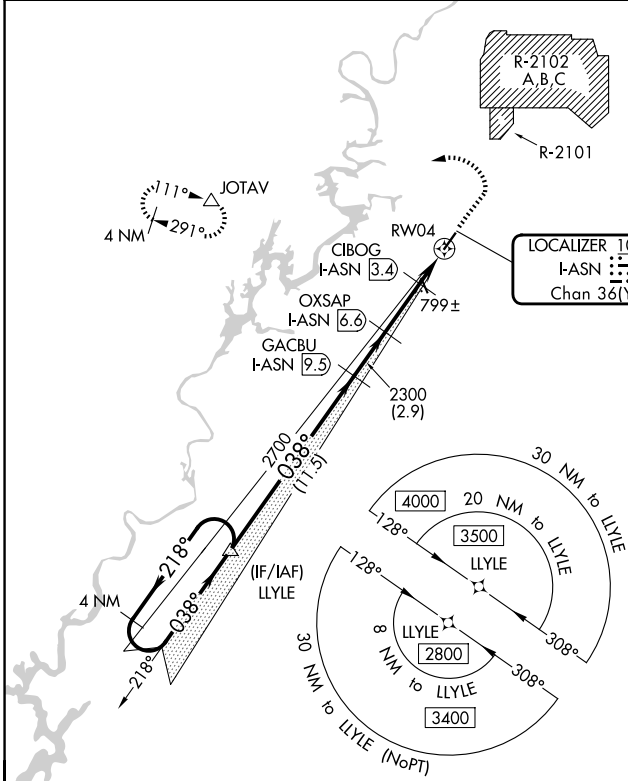 R-2102
A,B,C
R-2101
111°
JOTAV
4 NM
291°
RW04
CIBOG
I-ASN 3.4
LOCALIZER 10
I-ASN
Chan 36(Y
799±
OXSAP
I-ASN 6.6
GACBU
I-ASN 9.5
2300
(2.9)
2700
038°
(11.5)
30 NM to LLYLE
4000
20 NM to LLYLE
3500
128°
LLYLE
308°
218°
(IF/IAF)
LLYLE
4 NM
038°
218°
128°
LLYLE
2800
308°
8 NM to LLYLE
3400
30 NM to LLYLE (NoPT)